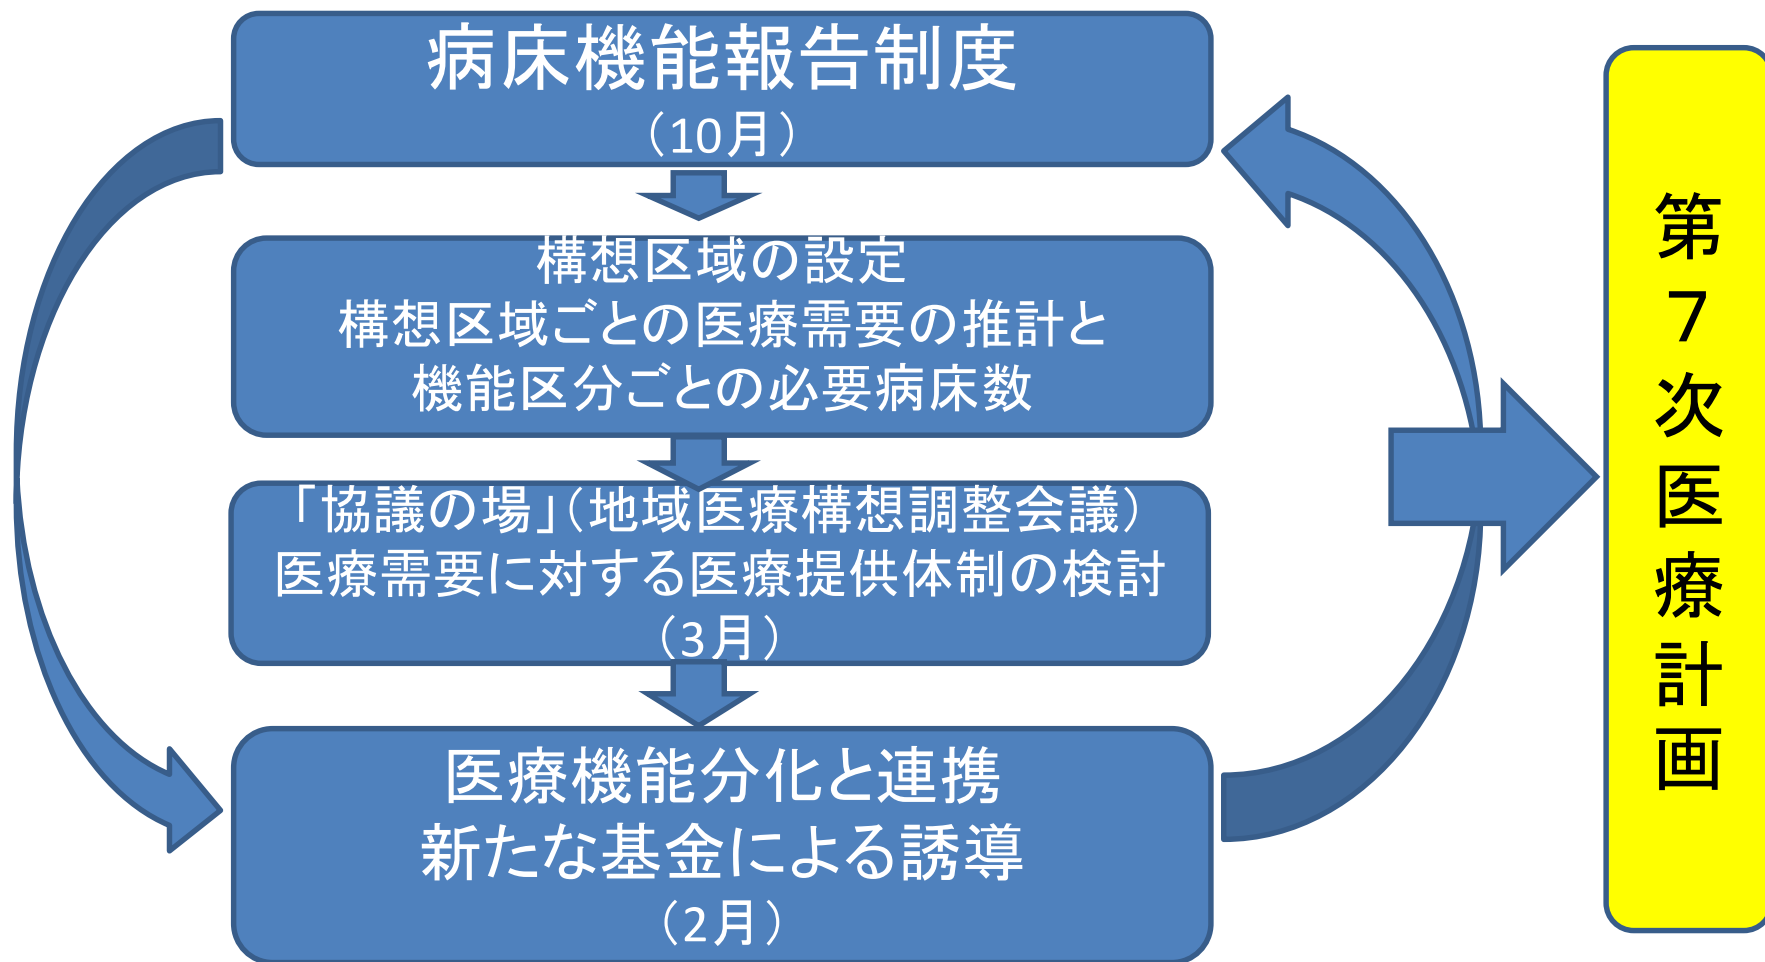 病床機能報告制度
（10月）
構想区域の設定
構想区域ごとの医療需要の推計と
機能区分ごとの必要病床数
「協議の場」（地域医療構想調整会議）
医療需要に対する医療提供体制の検討
（3月）
医療機能分化と連携
新たな基金による誘導
（2月）
第7次医療計画